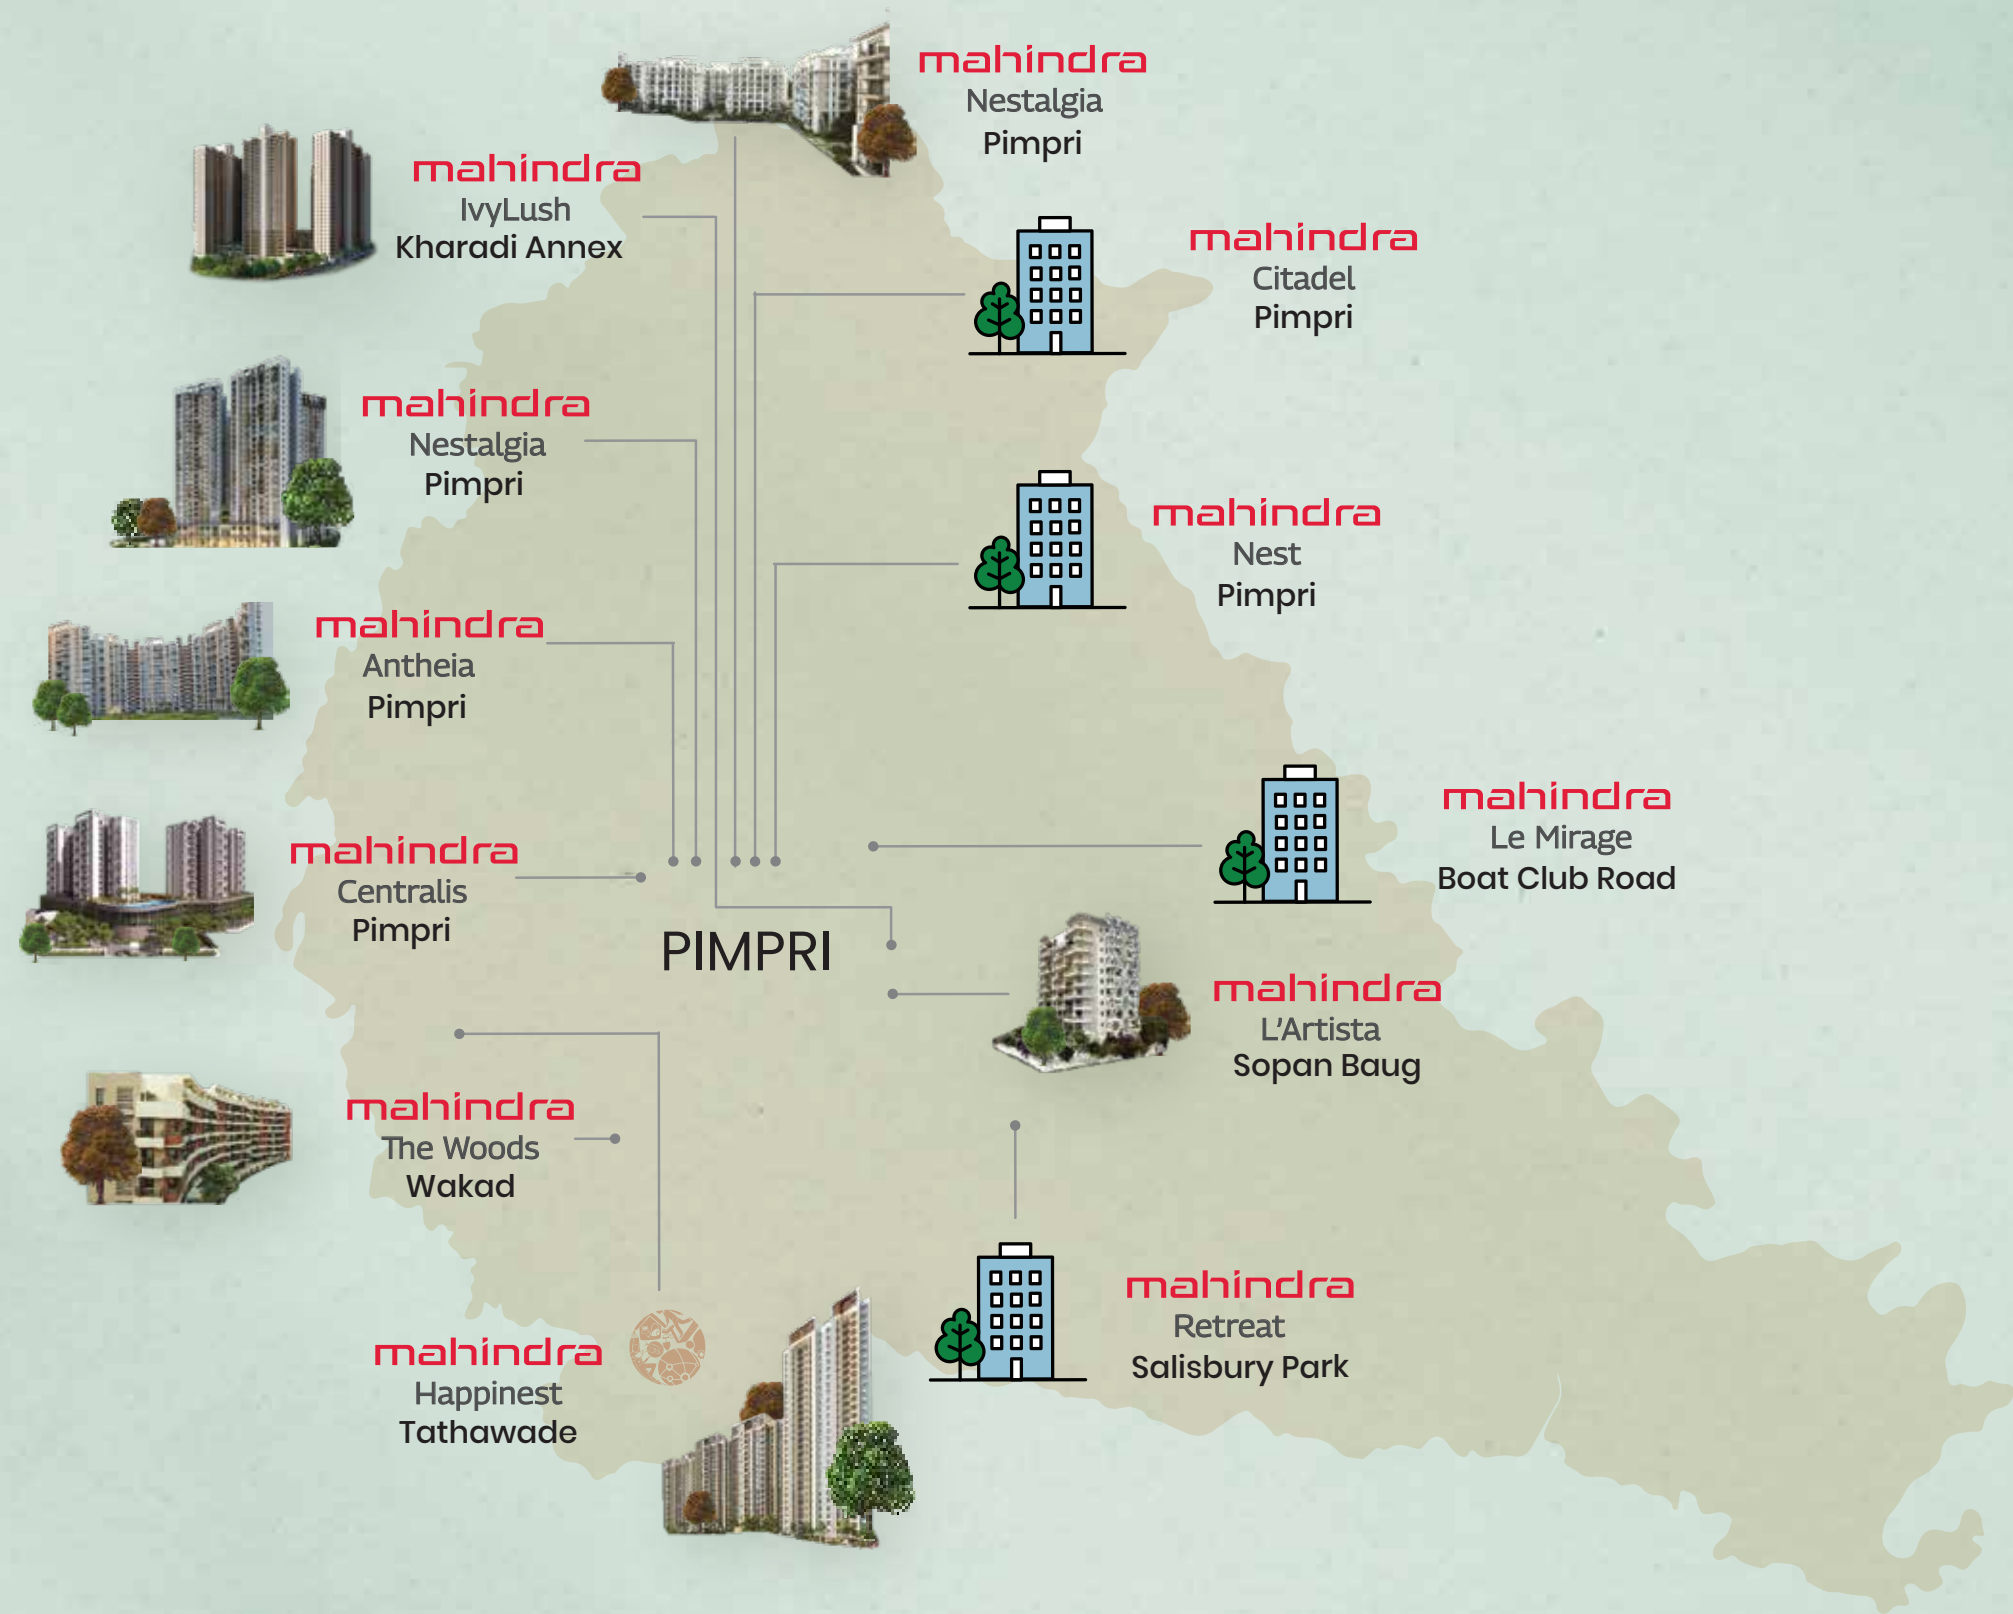 mahindra
Nestalgia
Pimpri
mahindra
IvyLush
Kharadi Annex
mahindra
Citadel
Pimpri
mahindra
Nestalgia
Pimpri
mahindra
Nest
Pimpri
mahindra
Antheia
Pimpri
mahindra
Le Mirage
Boat Club Road
mahindra
Centralis
Pimpri
PIMPRI
mahindra
L'Artista
Sopan Baug
mahindra
The Woods
Wakad
mahindra
Retreat
Salisbury Park
mahindra
Happinest
Tathawade